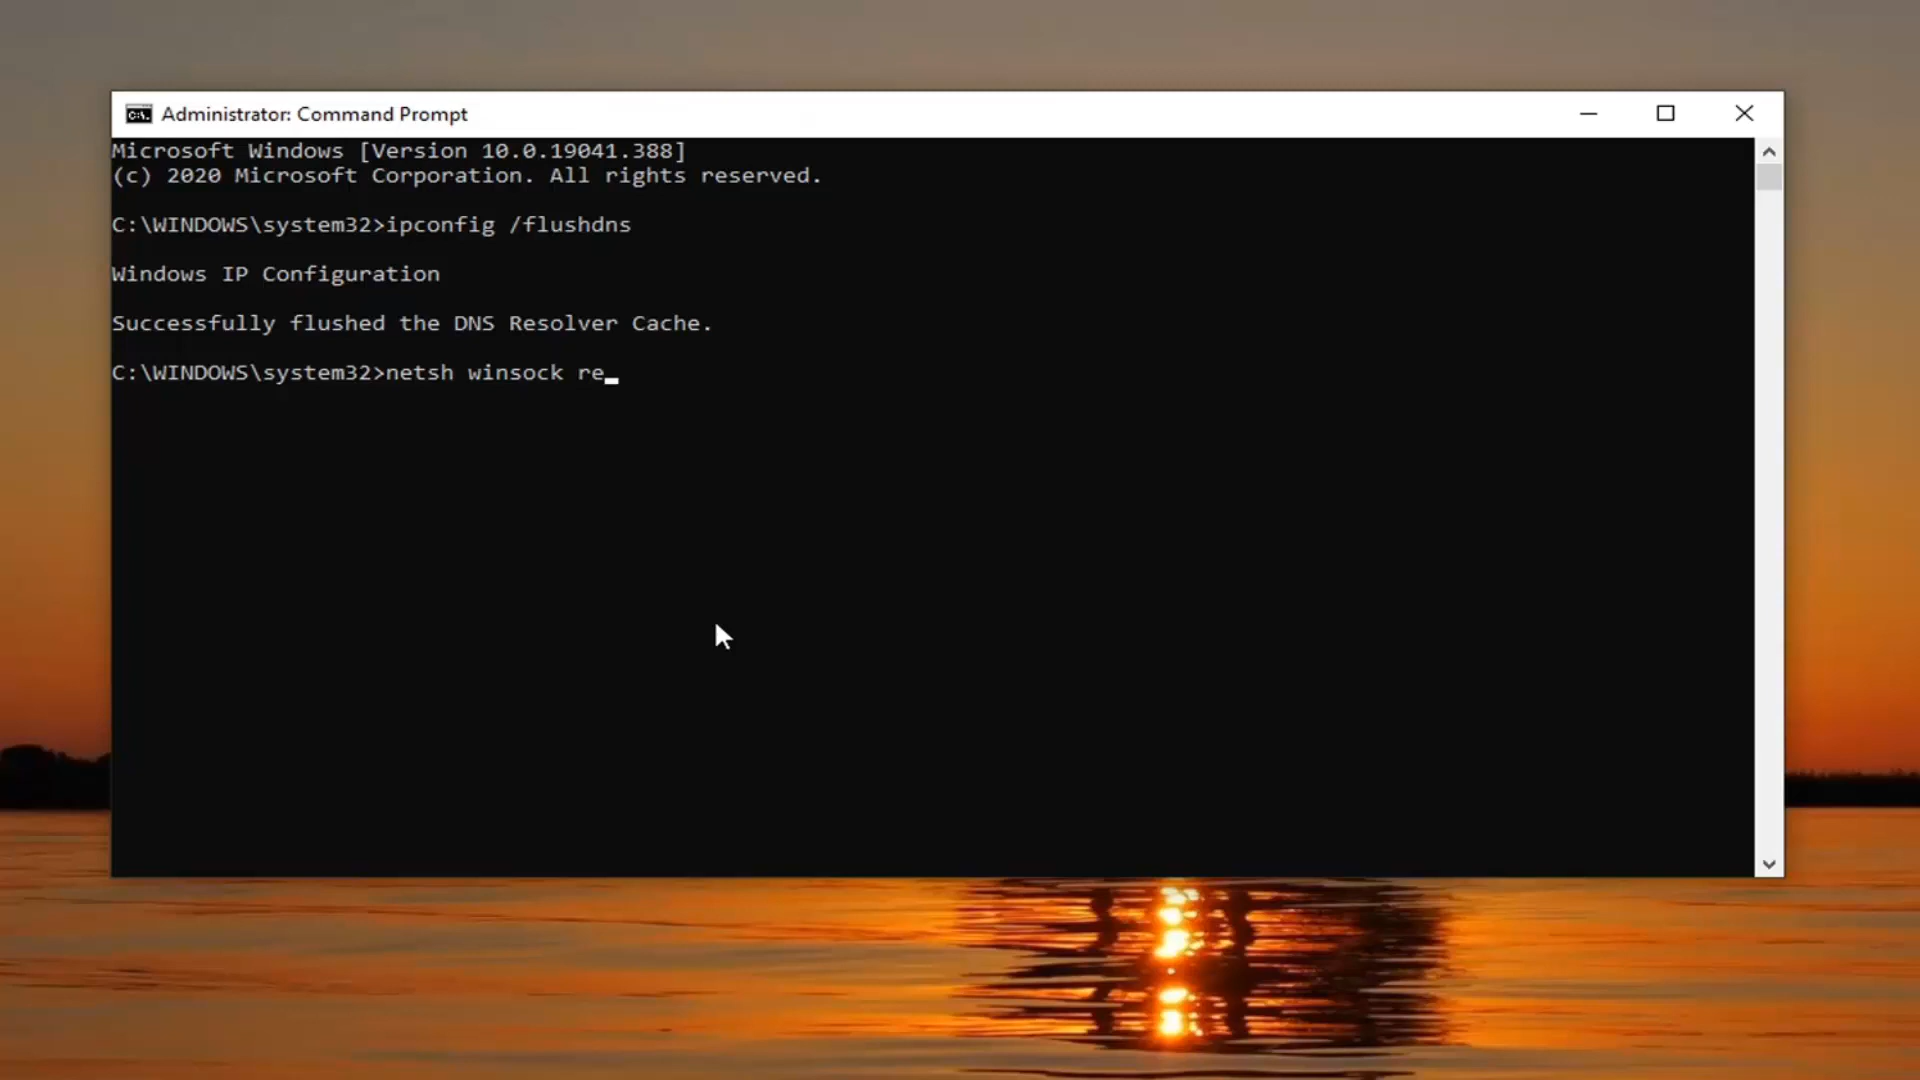 Administrator: Command Prompt
Microsoft Windows [Version 10.0.19041.388]
(c) 2020 Microsoft Corporation. All rights reserved.
C:\WINDOWS\system32>ipconfig /flushdns
Windows IP Configuration
Successfully flushed the DNS Resolver Cache.
C:\WINDOWS\system32>netsh winsock re